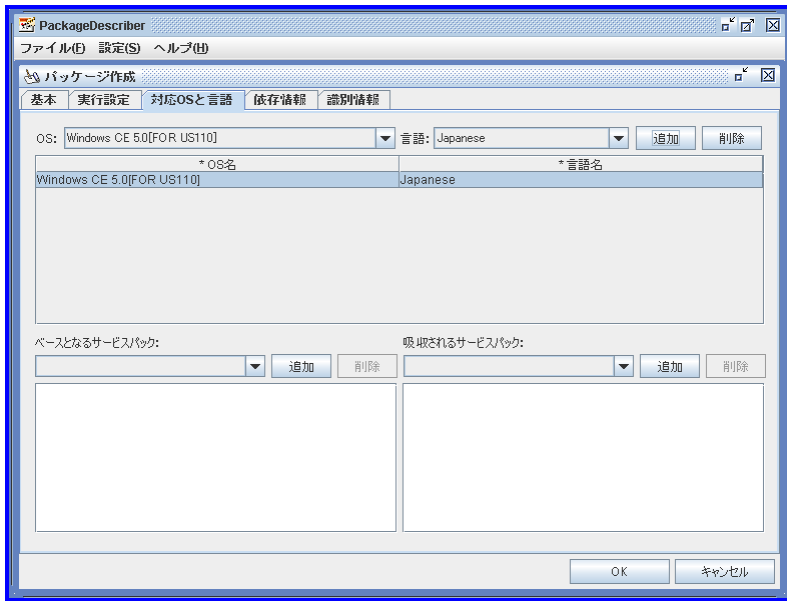 PackageDescriber
ファイル(F) 設定(S) ヘルプ(H)
パッケージ作成
基本 実行設定 対応OSと言語 依存情報 識別情報
OS: Windows CE 5.0[FOR US110] 言語: Japanese 追加 削除
* OS名 * 言語名
Windows CE 5.0[FOR US110] Japanese
ベースとなるサービスパック: 吸収されるサービスパック:
追加 削除 追加 削除
OK キャンセル